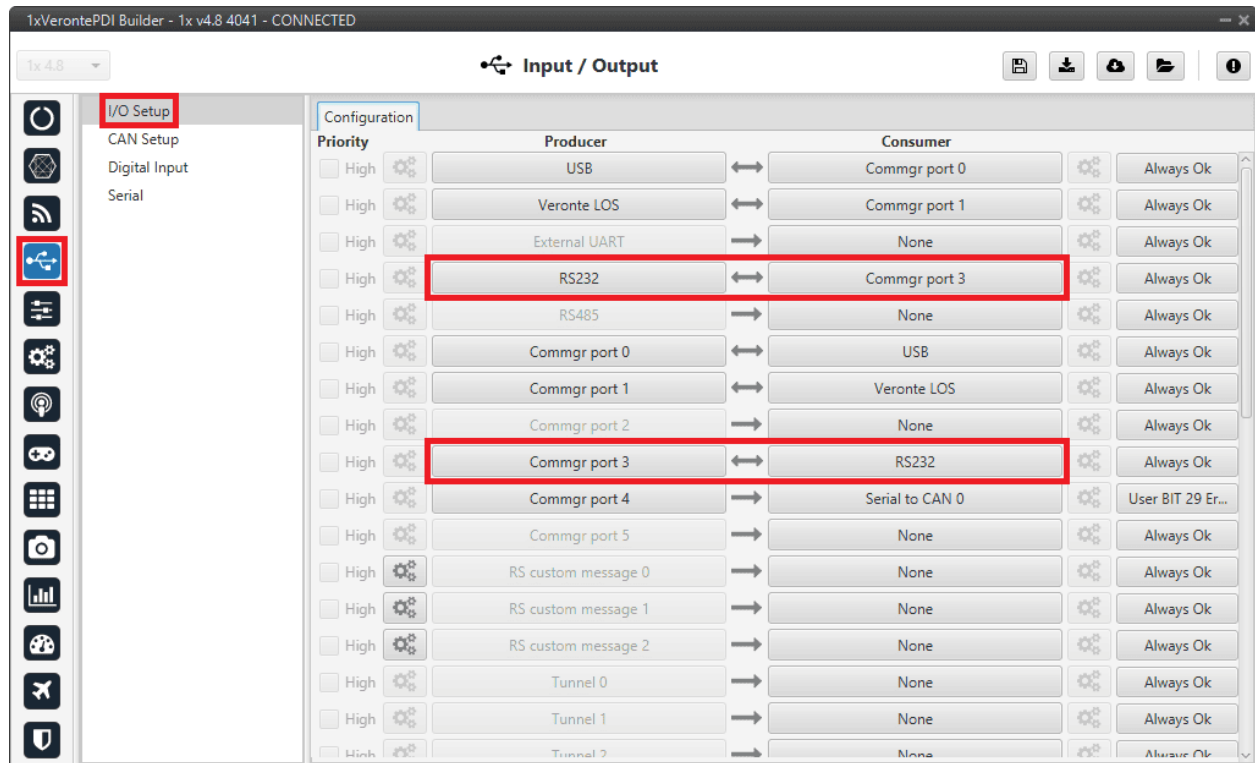 1xVerontePDI Builder - 1x v4.8 4041 - CONNECTED
1x 4.8
Input / Output
I/O Setup
CAN Setup
Digital Input
Serial
Configuration
Priority Producer Consumer
High USB Commgr port 0 Always Ok
High Veronte LOS Commgr port 1 Always Ok
High External UART None Always Ok
High RS232 Commgr port 3 Always Ok
High RS485 None Always Ok
High Commgr port 0 USB Always Ok
High Commgr port 1 Veronte LOS Always Ok
High Commgr port 2 None Always Ok
High Commgr port 3 RS232 Always Ok
High Commgr port 4 Serial to CAN 0 User BIT 29 Er...
High Commgr port 5 None Always Ok
High RS custom message 0 None Always Ok
High RS custom message 1 None Always Ok
High RS custom message 2 None Always Ok
High Tunnel 0 None Always Ok
High Tunnel 1 None Always Ok
High Tunnel 2 None Always Ok